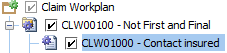 Claim Workplan
CLW00100 - Not First and Final
CLW01000 - Contact insured